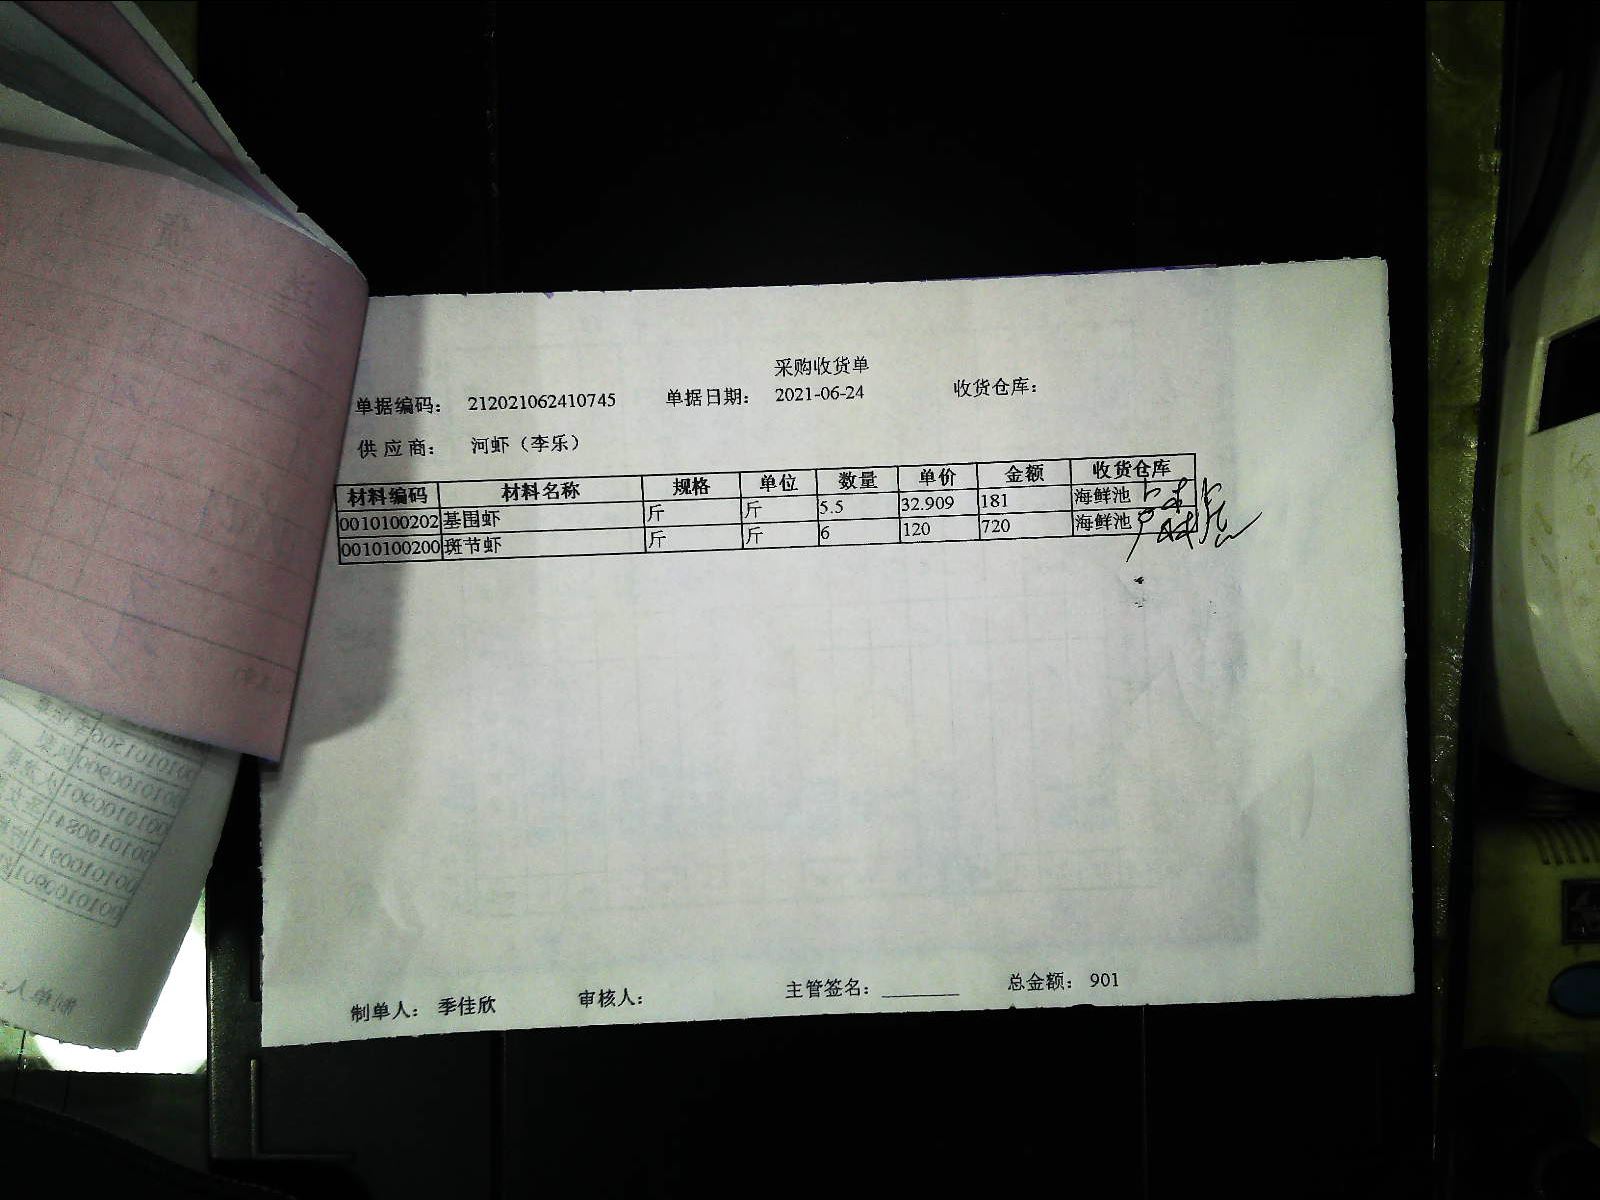 采购收货单
单据编码： 212021062410745 单据日期： 2021-06-24 收货仓库：
供 应 商： 河虾（李乐）
材料编码 材料名称 规格 单位 数量 单价 金额 收货仓库
0010100202 基围虾 斤 斤 5.5 32.909 181 海鲜池
0010100200 斑节虾 斤 斤 6 120 720 海鲜池
制单人： 季佳欣 审核人： 主管签名：________ 总金额： 901